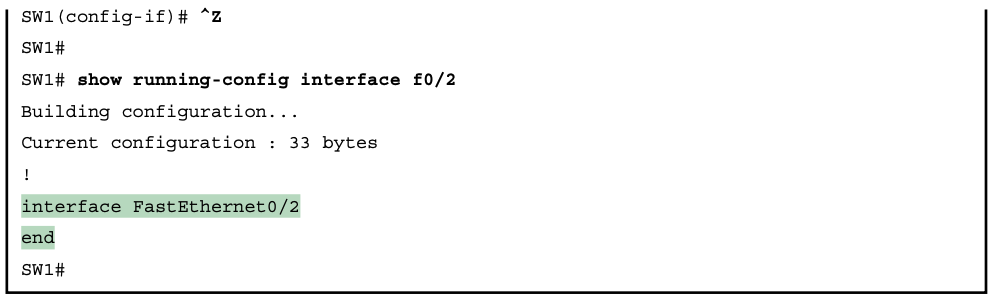 SW1(config-if)# ^Z
SW1#
SW1# show running-config interface f0/2
Building configuration...
Current configuration : 33 bytes
!
interface FastEthernet0/2
end
SW1#